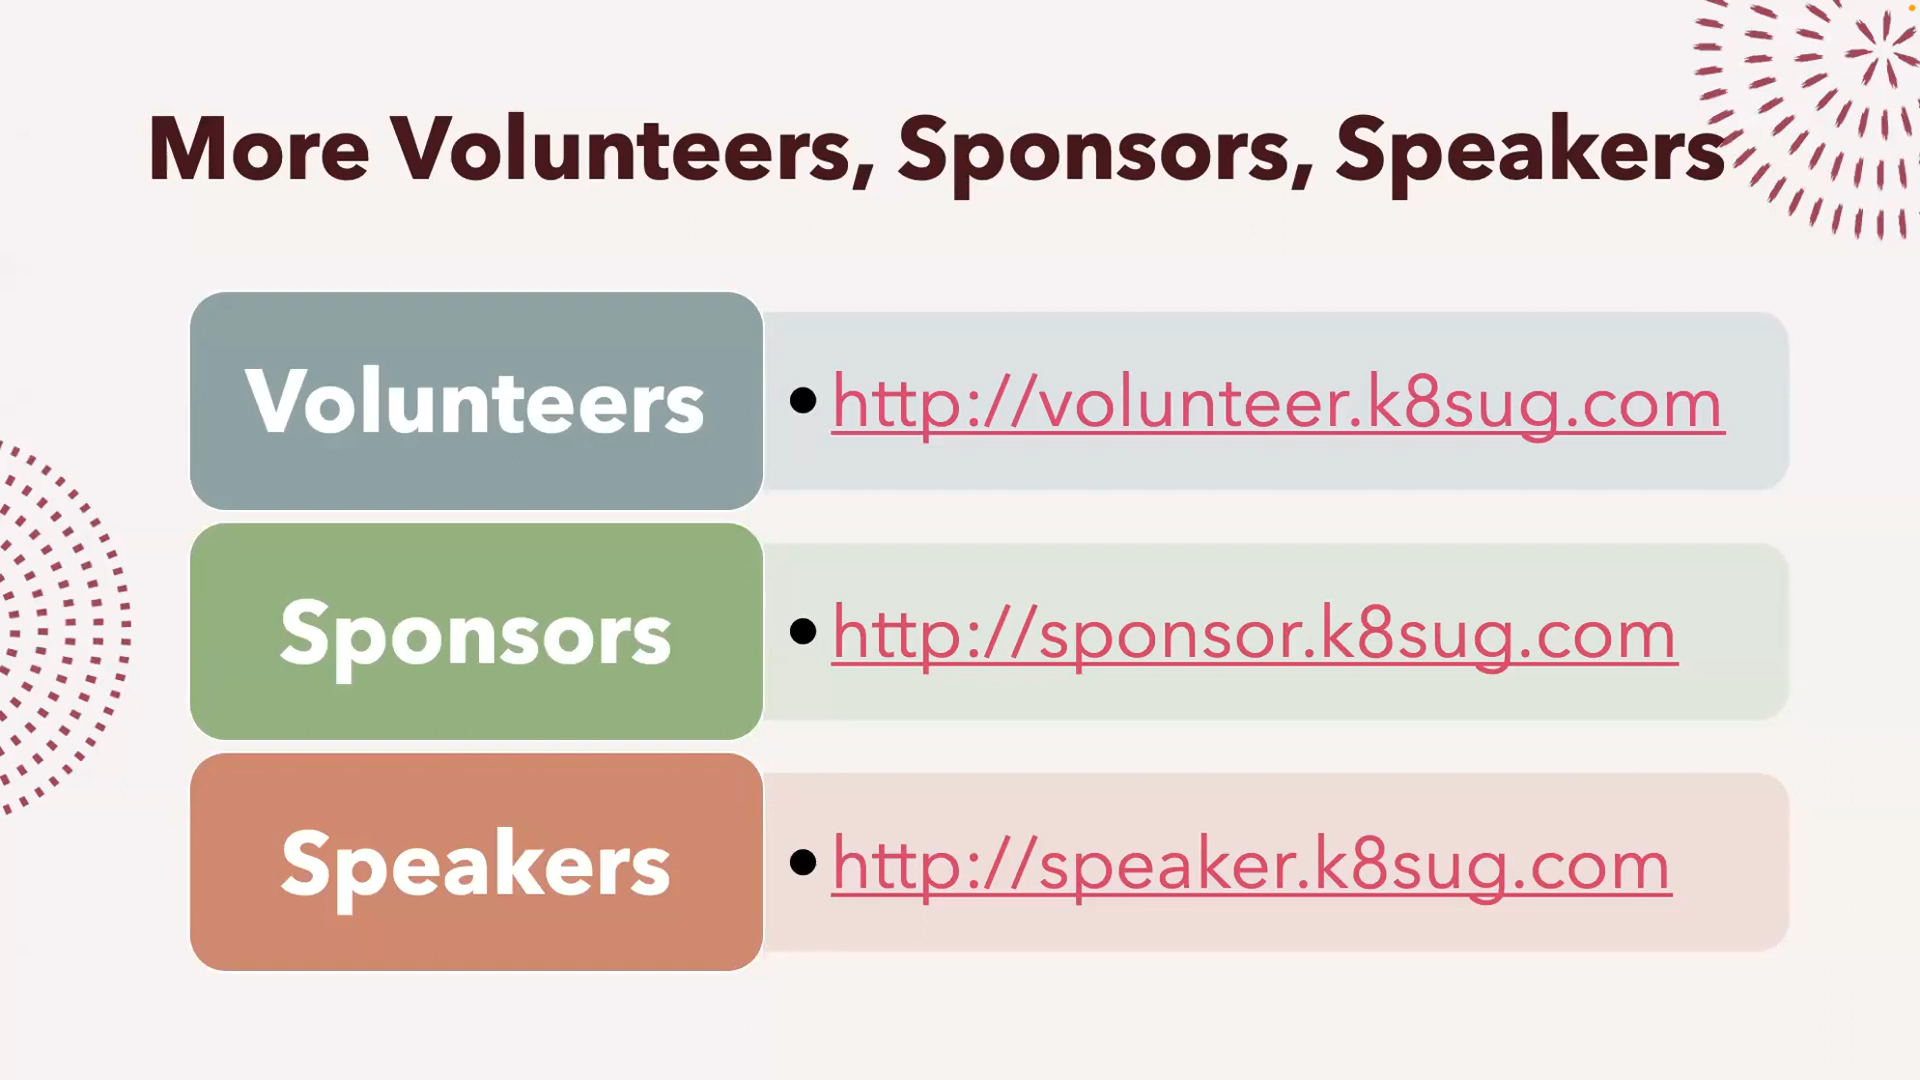 More Volunteers, Sponsors, Speakers
Volunteers
• http://volunteer.k8sug.com
Sponsors
• http://sponsor.k8sug.com
Speakers
• http://speaker.k8sug.com